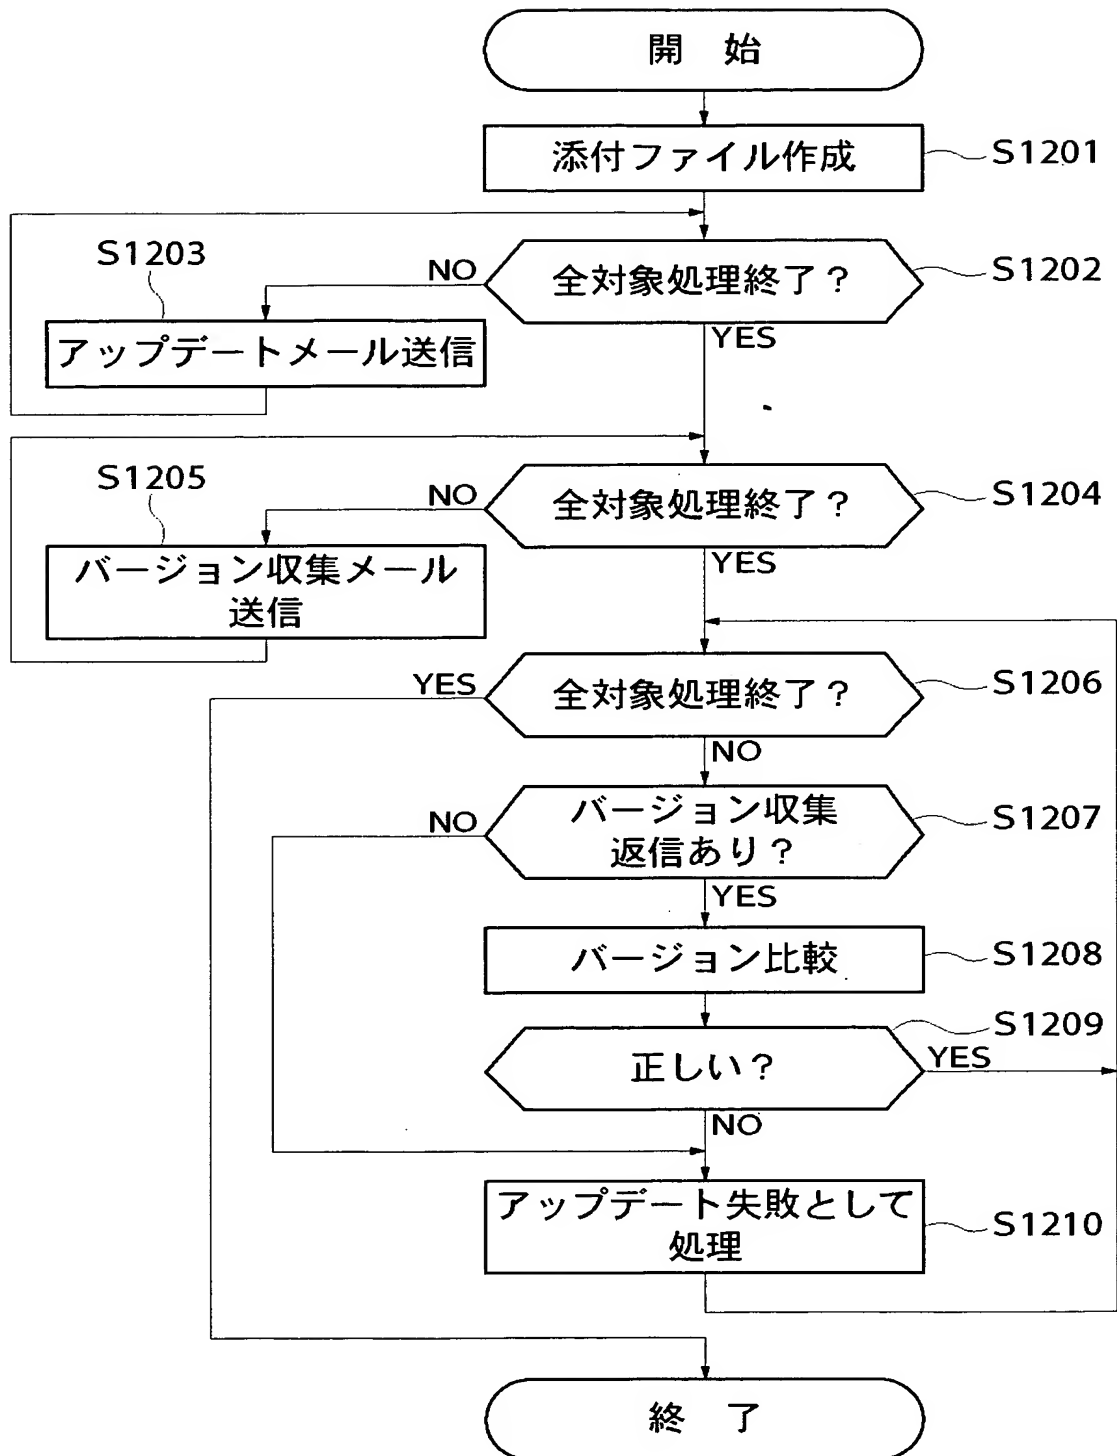 開 始
添付ファイル作成
S1201
全対象処理終了?
S1202
NO
YES
S1203
アップデートメール送信
全対象処理終了?
S1204
NO
YES
S1205
バージョン収集メール
送信
全対象処理終了?
S1206
YES
NO
バージョン収集
返信あり?
S1207
NO
YES
バージョン比較
S1208
正しい?
S1209
YES
NO
アップデート失敗として
処理
S1210
終 了